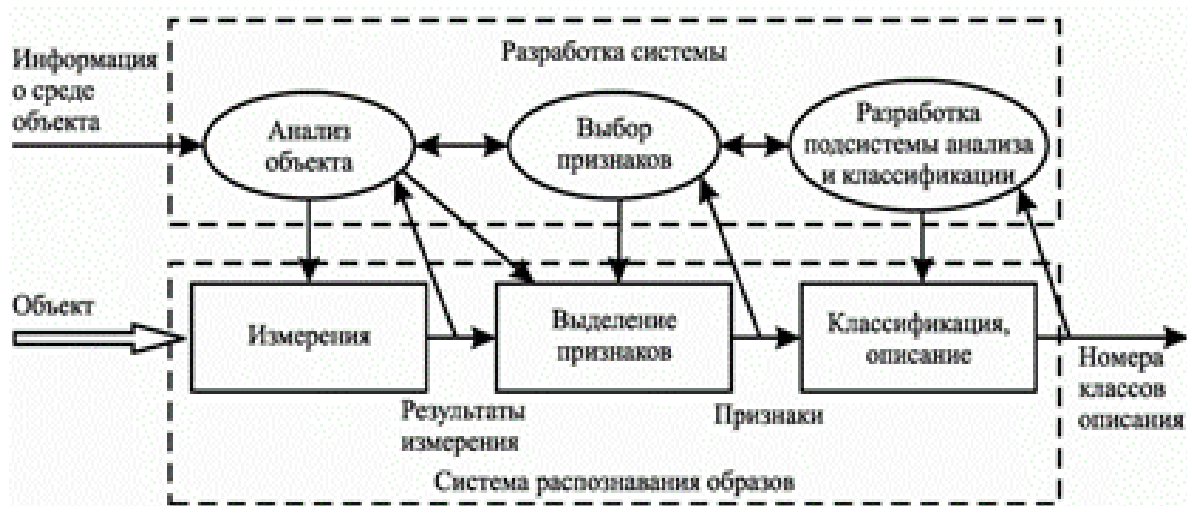 Разработка системы
Информация
о среде
объекта
Анализ
объекта
Выбор
признаков
Разработка
подсистемы анализа
и классификации
Объект
Измерения
Выделение
признаков
Классификация,
описание
Результаты
измерения
Признаки
Номера
классов
описания
Система распознавания образов